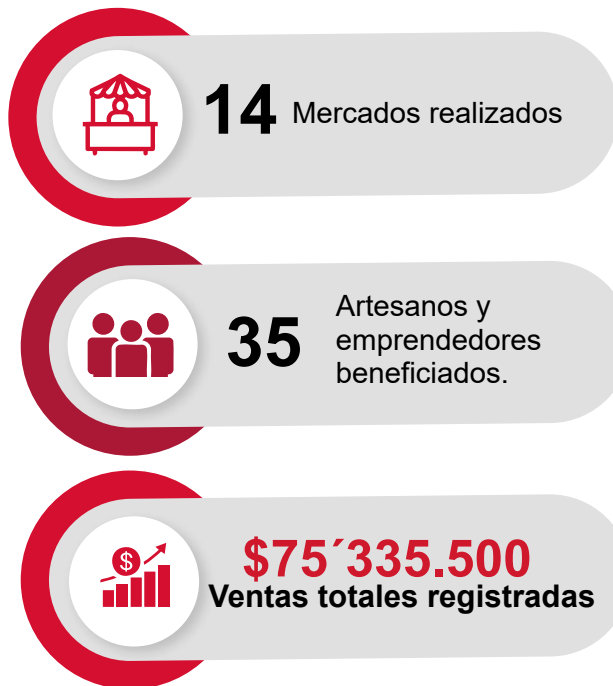 14 Mercados realizados
35
Artesanos y
emprendedores
beneficiados.
$
$75´335.500
Ventas totales registradas